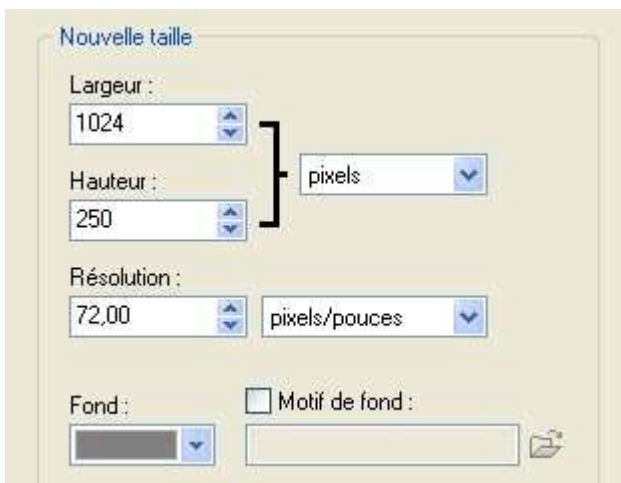 Nouvelle taille
Largeur :
1024
pixels
Hauteur :
250
Résolution :
72,00
pixels/pouces
Fond :
Motif de fond :